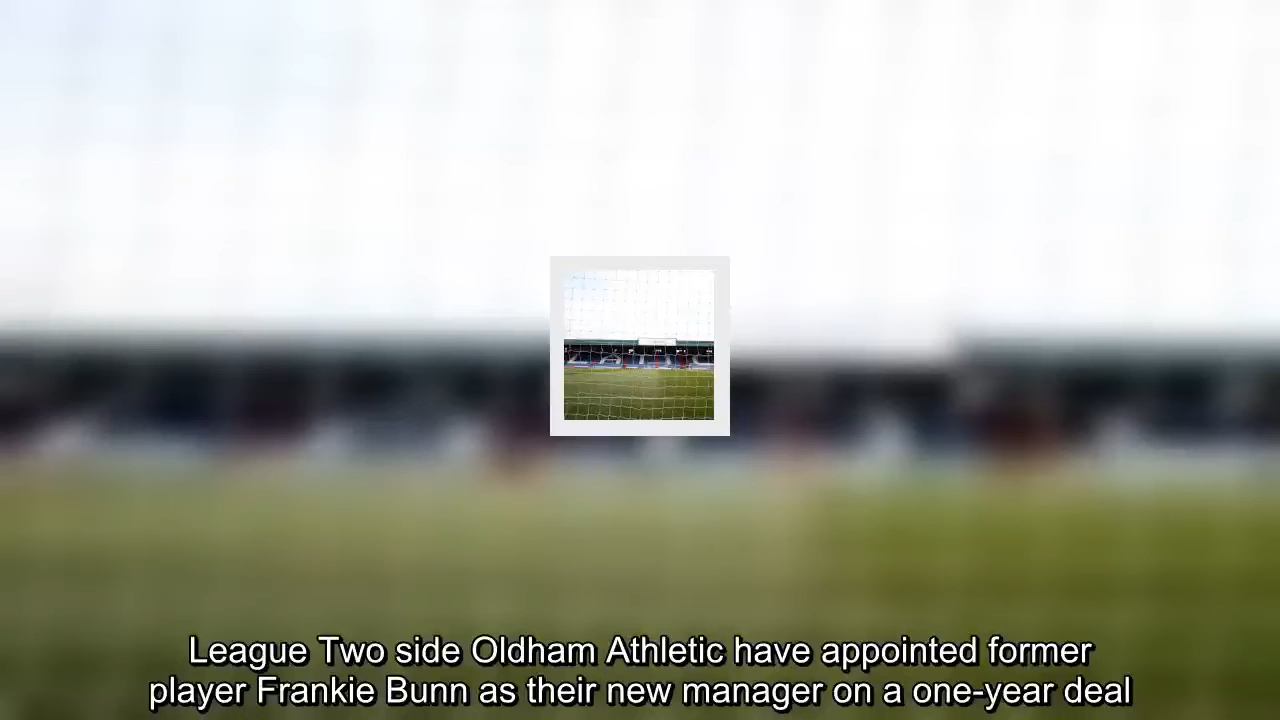 League Two side Oldham Athletic have appointed former
player Frankie Bunn as their new manager on a one-year deal